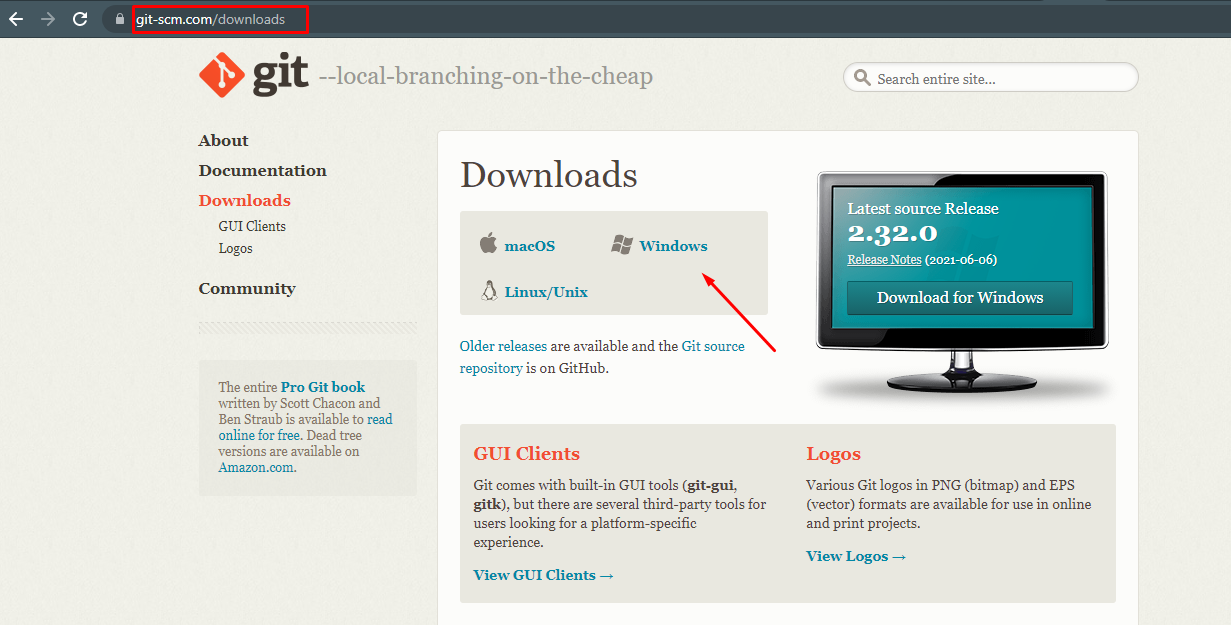 git-scm.com/downloads
git --local-branching-on-the-cheap
Search entire site...
About
Documentation
Downloads
GUI Clients
Logos
Community
The entire Pro Git book
written by Scott Chacon and
Ben Straub is available to read
online for free. Dead tree
versions are available on
Amazon.com.
Downloads
macOS
Windows
Linux/Unix
Older releases are available and the Git source
repository is on GitHub.
Latest source Release
2.32.0
Release Notes (2021-06-06)
Download for Windows
GUI Clients
Git comes with built-in GUI tools (git-gui,
gitk), but there are several third-party tools for
users looking for a platform-specific
experience.
View GUI Clients →
Logos
Various Git logos in PNG (bitmap) and EPS
(vector) formats are available for use in online
and print projects.
View Logos →